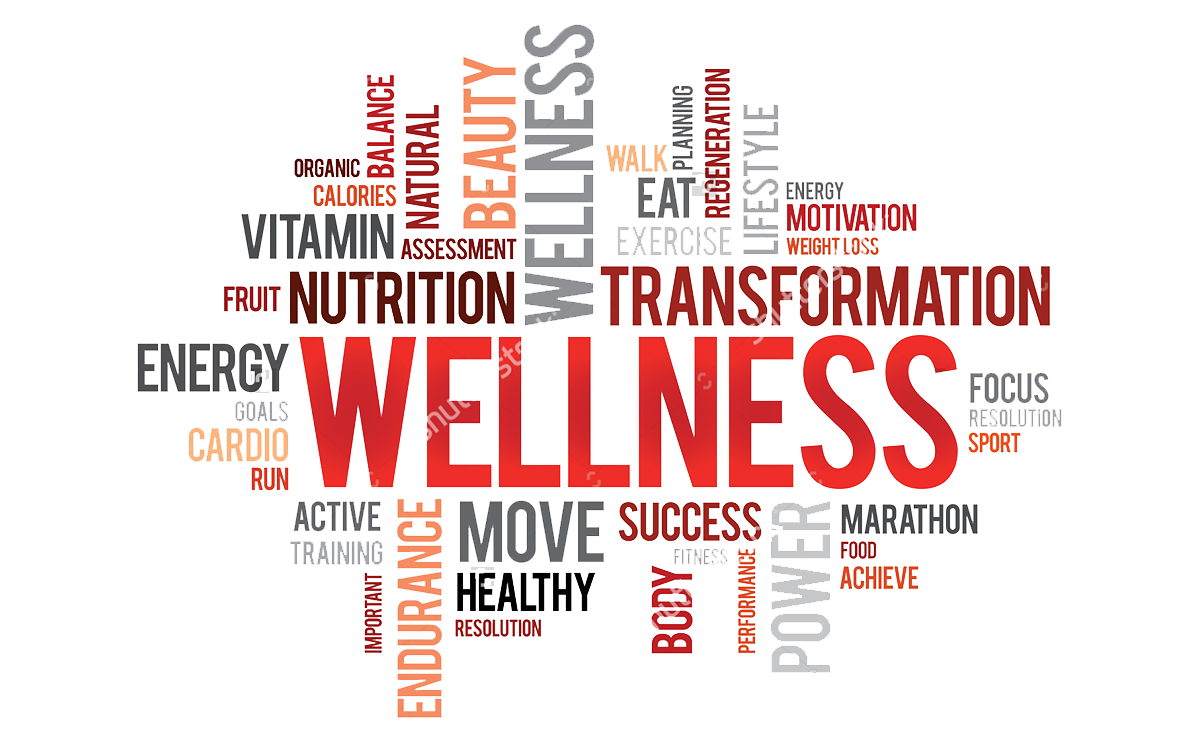 WELLNESS
BEAUTY
BALANCE
NATURAL
ORGANIC
CALORIES
VITAMIN
ASSESSMENT
FRUIT
NUTRITION
WALK
PLANNING
REGENERATION
LIFESTYLE
EAT
EXERCISE
ENERGY
MOTIVATION
WEIGHT LOSS
TRANSFORMATION
ENERGY
GOALS
CARDIO
RUN
WELLNESS
FOCUS
RESOLUTION
SPORT
ACTIVE
TRAINING
IMPORTANT
ENDURANCE
MOVE
HEALTHY
RESOLUTION
SUCCESS
FITNESS
BODY
PERFORMANCE
POWER
MARATHON
FOOD
ACHIEVE